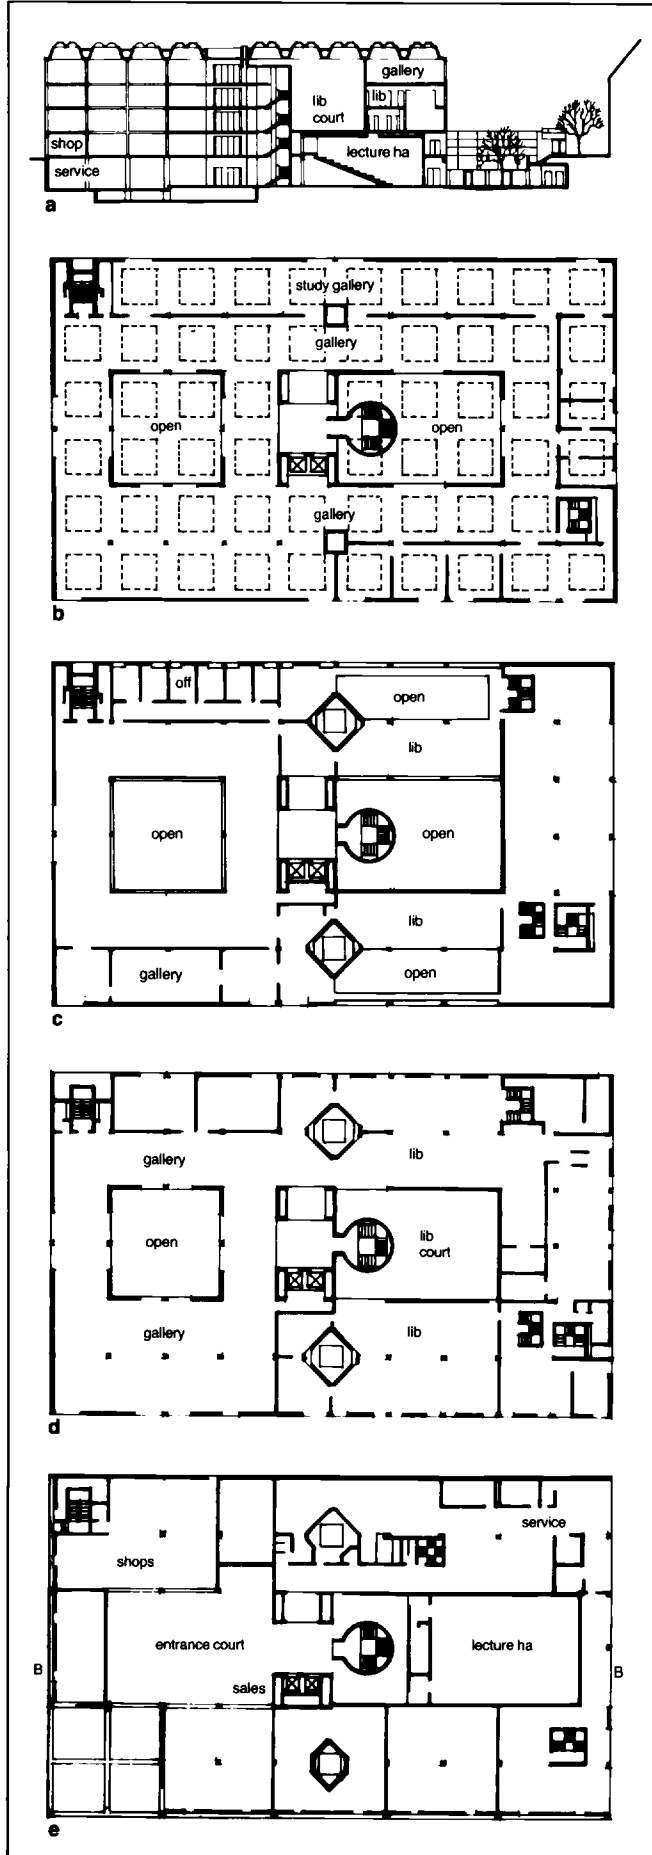 gallery
lib
lib
court
shop
lecture ha
service
a
study gallery
gallery
open
open
gallery
b
off
open
lib
open
open
lib
gallery
open
c
gallery
lib
open
lib
court
gallery
lib
d
service
shops
entrance court
lecture ha
B
B
sales
e